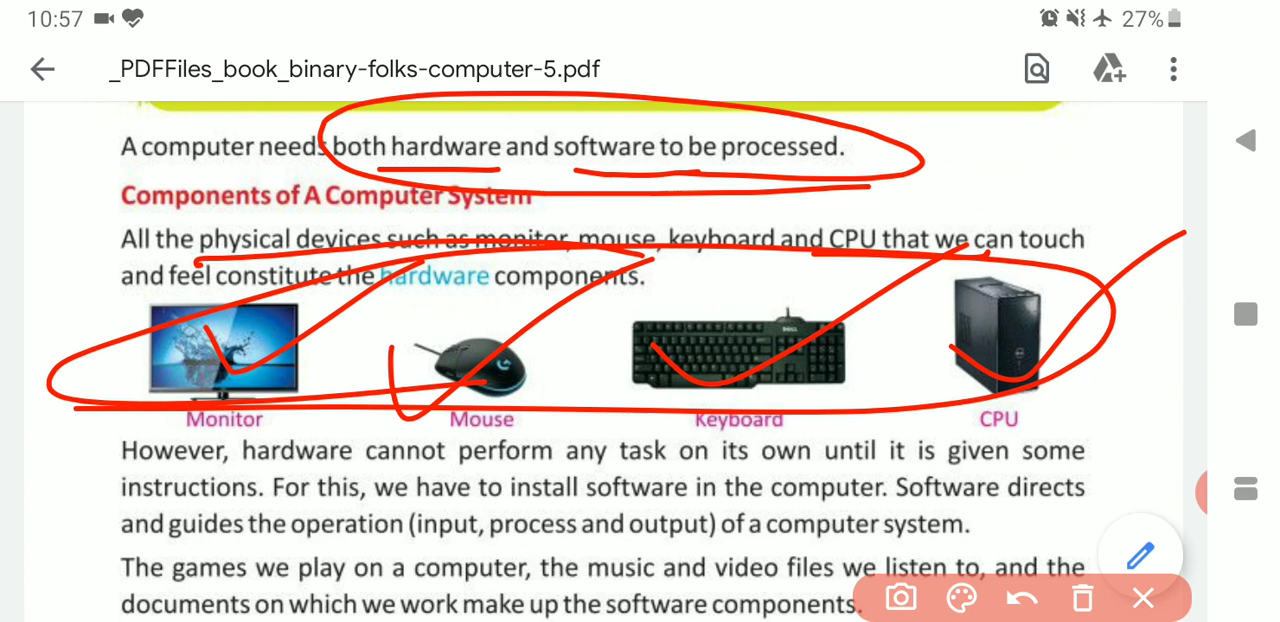 10:57
27%
_PDFFiles_book_binary-folks-computer-5.pdf
A computer needs both hardware and software to be processed.
Components of A Computer System
All the physical devices such as monitor, mouse, keyboard and CPU that we can touch
and feel constitute the hardware components.
DELL
Monitor Mouse Keyboard CPU
However, hardware cannot perform any task on its own until it is given some
instructions. For this, we have to install software in the computer. Software directs
and guides the operation (input, process and output) of a computer system.
The games we play on a computer, the music and video files we listen to, and the
documents on which we work make up the software components.